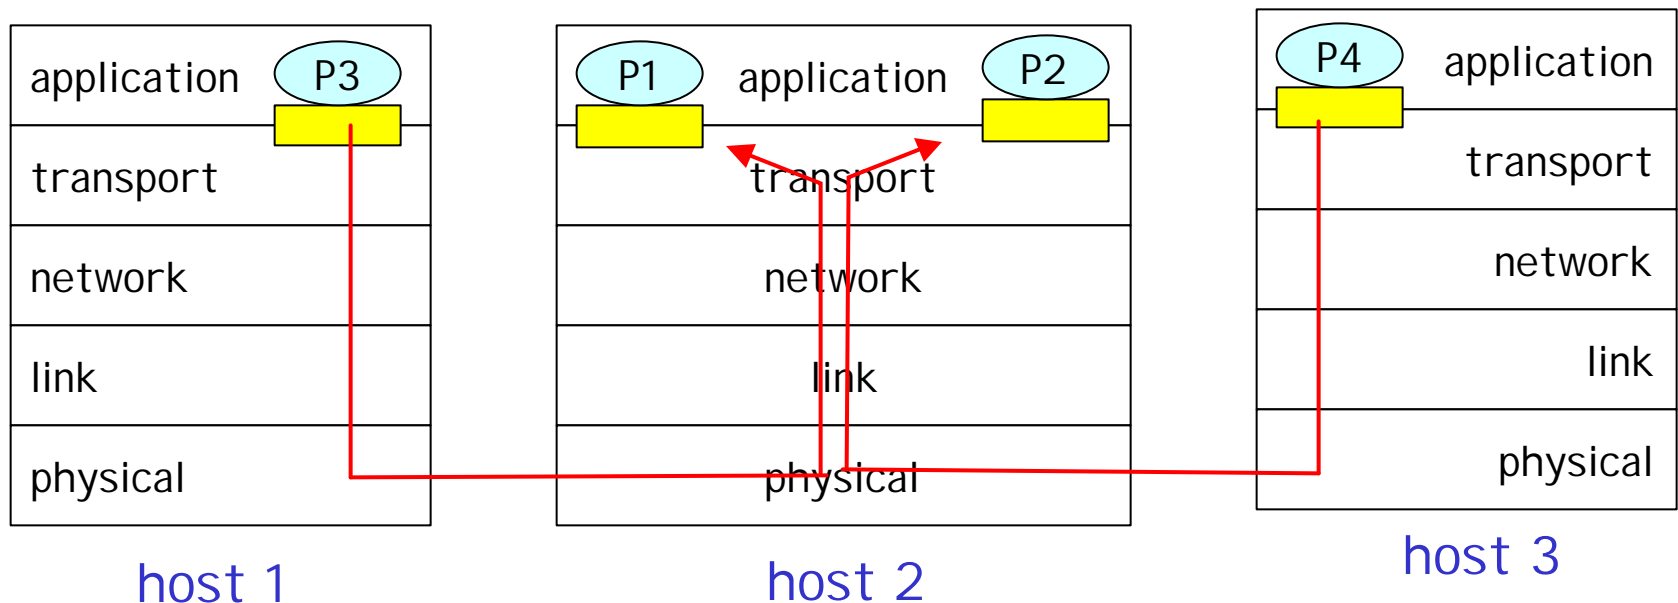 application P3
transport
network
link
physical
host 1
P1 application P2
transport
network
link
physical
host 2
P4 application
transport
network
link
physical
host 3